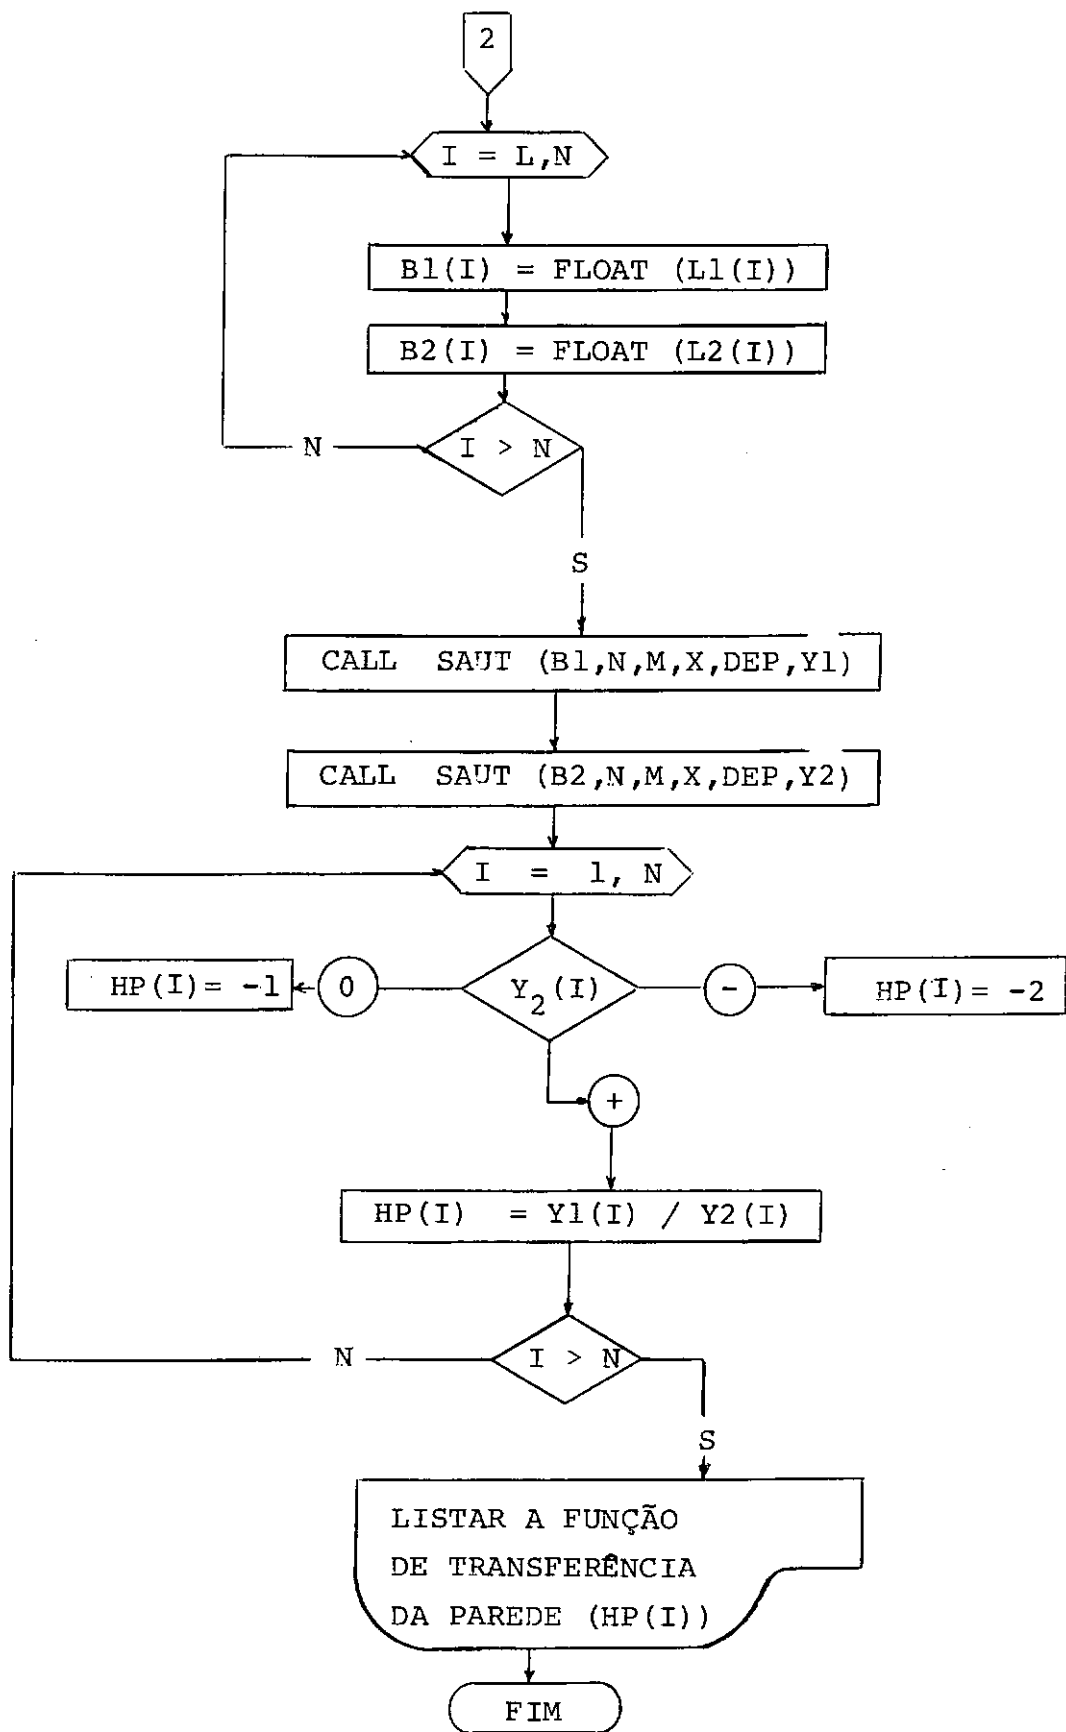 2
I = L,N
B1(I) = FLOAT (L1(I))
B2(I) = FLOAT (L2(I))
N
I > N
S
CALL SAUT (B1,N,M,X,DEP,Y1)
CALL SAUT (B2,N,M,X,DEP,Y2)
I = 1, N
HP(I)= -1
0
Y2(I)
-
HP(I)= -2
+
HP(I) = Y1(I) / Y2(I)
N
I > N
S
LISTAR A FUNÇÃO
DE TRANSFERÊNCIA
DA PAREDE (HP(I))
FIM